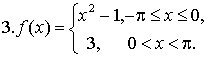 3. f(x) = { x² − 1, −π ≤ x ≤ 0,
3, 0 < x < π.